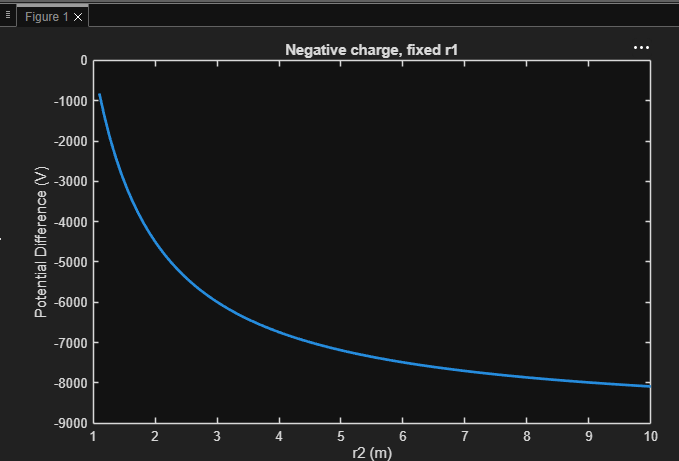 Figure 1 ×
Negative charge, fixed r1
0
-1000
-2000
-3000
-4000
-5000
-6000
-7000
-8000
-9000
Potential Difference (V)
1 2 3 4 5 6 7 8 9 10
r2 (m)